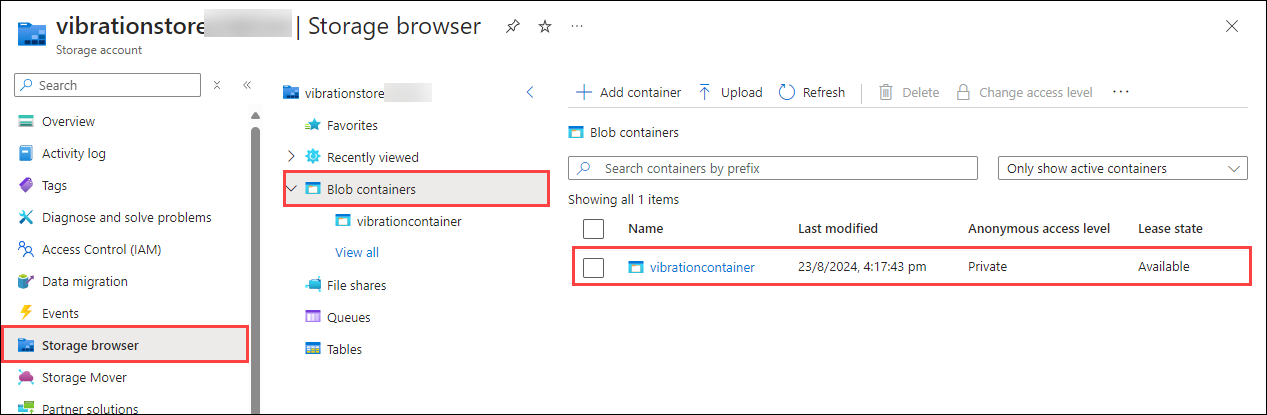 vibrationstore | Storage browser ...
Storage account
Search
Overview
Activity log
Tags
Diagnose and solve problems
Access Control (IAM)
Data migration
Events
Storage browser
Storage Mover
Partner solutions
vibrationstore
Favorites
Recently viewed
Blob containers
vibrationcontainer
View all
File shares
Queues
Tables
Add container Upload Refresh Delete Change access level ...
Blob containers
Search containers by prefix Only show active containers
Showing all 1 items
Name Last modified Anonymous access level Lease state
vibrationcontainer 23/8/2024, 4:17:43 pm Private Available